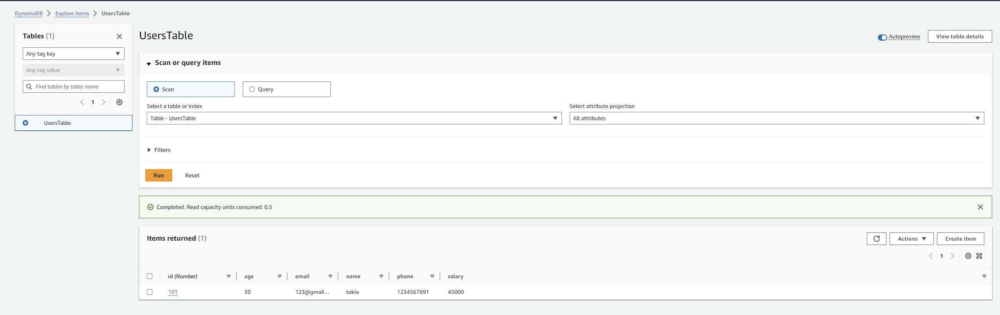 DynamoDB > Explore items > UsersTable
Tables (1)
Any tag key
Any tag value
Find tables by table name
1
UsersTable
UsersTable
Autopreview
View table details
Scan or query items
Scan
Query
Select a table or index
Select attribute projection
Table - UsersTable
All attributes
Filters
Run Reset
Completed. Read capacity units consumed: 0.5
Items returned (1)
Actions
Create item
1
id (Number) age email name phone salary
101 30 123@gmail... tokio 1234567891 45000